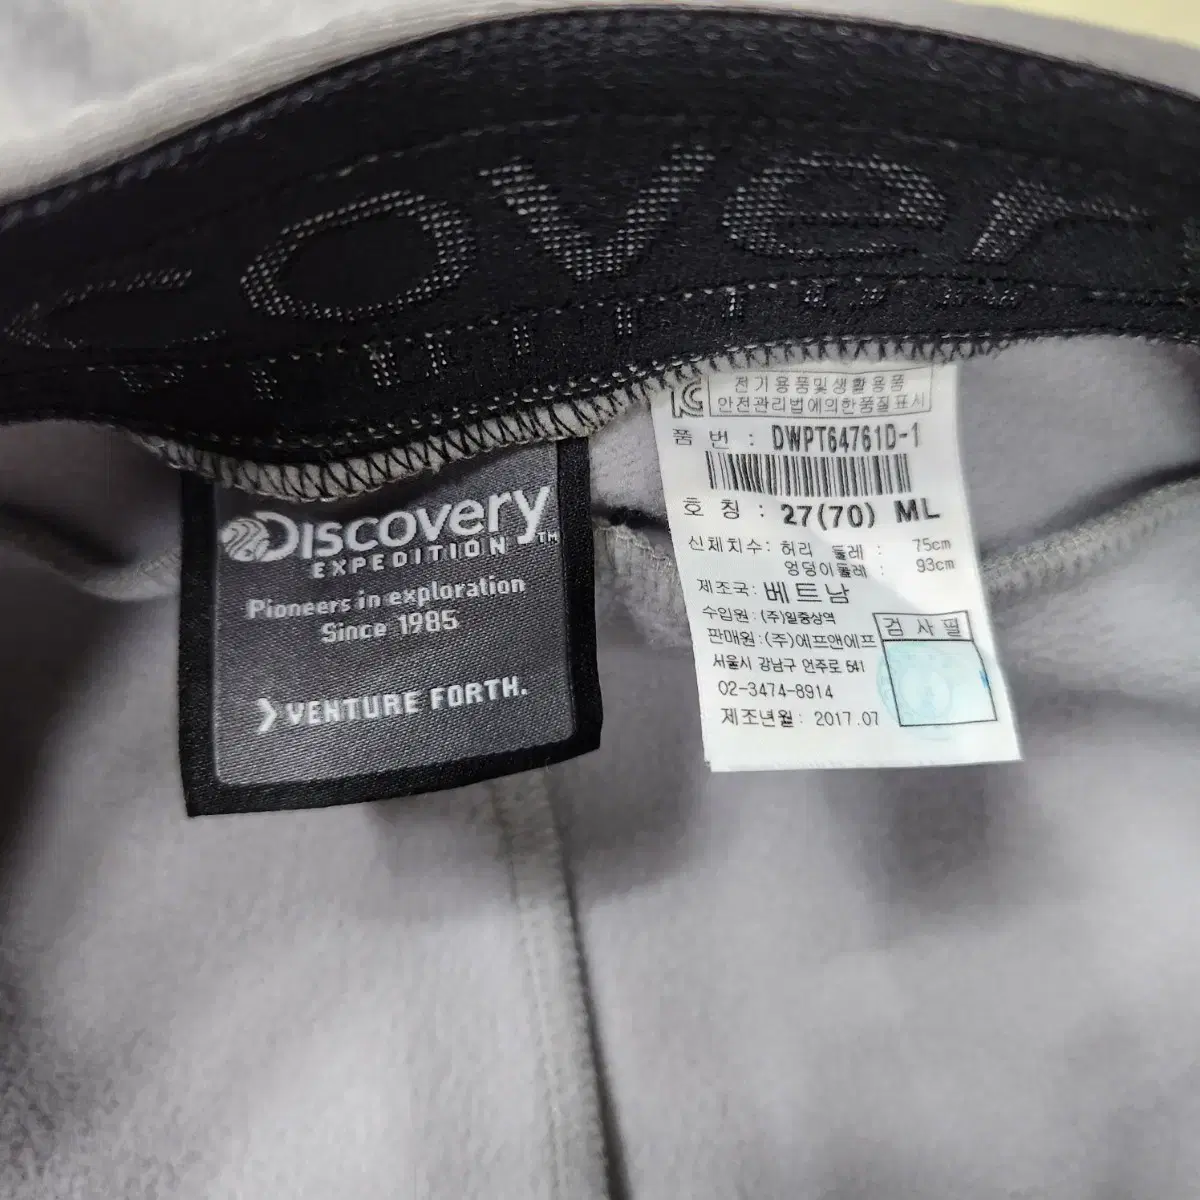 over
DISCOVERY
EXPEDITION™
Pioneers in exploration
Since 1985
VENTURE FORTH.
전기용품및생활용품
안전관리법에의한품질표시
품 번 : DWPT64761D-1
호 칭 : 27(70) ML
신체치수: 허리 둘레 : 75cm
엉덩이둘레 : 93cm
제조국: 베트남
수입원: (주)일중상역
판매원: (주)에프앤에프
서울시 강남구 언주로 541
02-3474-8914
제조년월: 2017.07
검 사 필